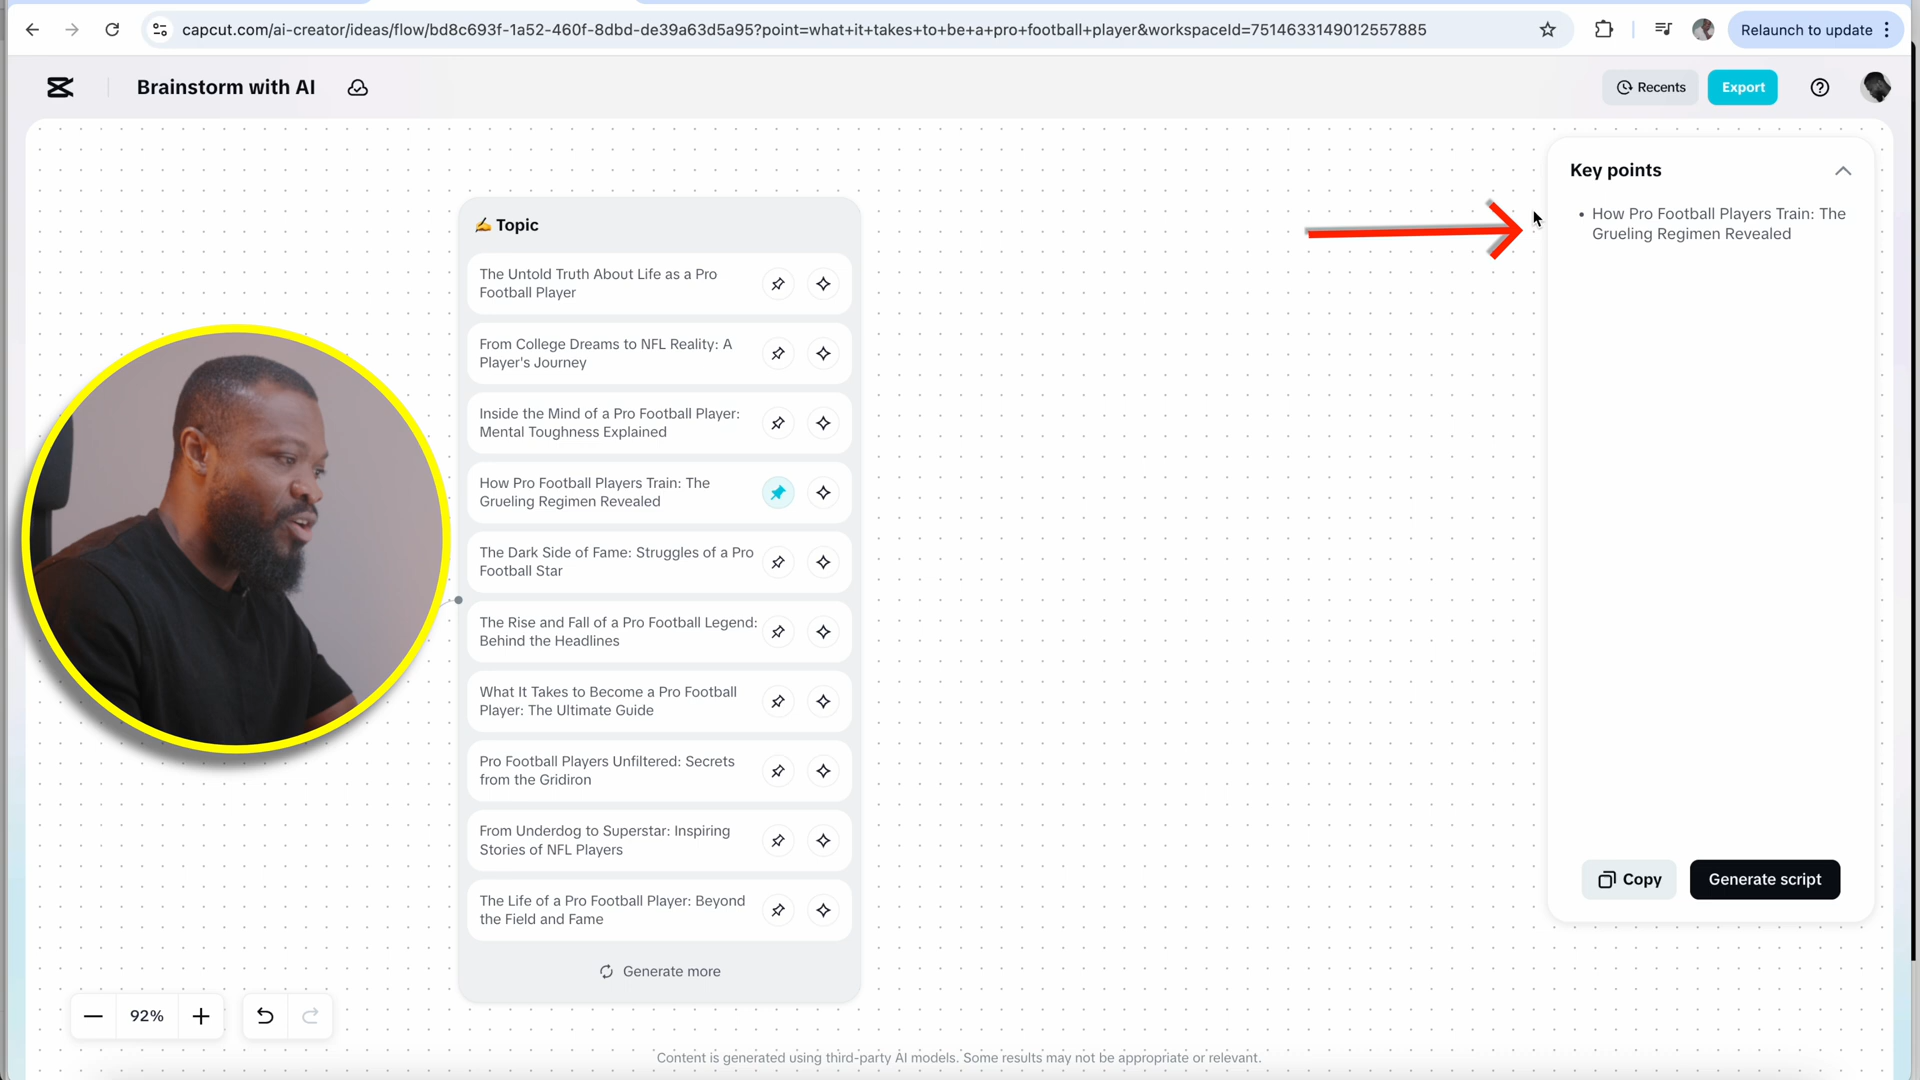 capcut.com/ai-creator/ideas/flow/bd8c693f-1a52-460f-8dbd-de39a63d5a95?point=what+it+takes+to+be+a+pro+football+player&workspaceId=7514633149012557885
Relaunch to update
Brainstorm with AI
Recents
Export
Key points
• How Pro Football Players Train: The
Grueling Regimen Revealed
✍️ Topic
The Untold Truth About Life as a Pro
Football Player
From College Dreams to NFL Reality: A
Player's Journey
Inside the Mind of a Pro Football Player:
Mental Toughness Explained
How Pro Football Players Train: The
Grueling Regimen Revealed
The Dark Side of Fame: Struggles of a Pro
Football Star
The Rise and Fall of a Pro Football Legend:
Behind the Headlines
What It Takes to Become a Pro Football
Player: The Ultimate Guide
Pro Football Players Unfiltered: Secrets
from the Gridiron
From Underdog to Superstar: Inspiring
Stories of NFL Players
The Life of a Pro Football Player: Beyond
the Field and Fame
Generate more
Copy
Generate script
92%
Content is generated using third-party AI models. Some results may not be appropriate or relevant.